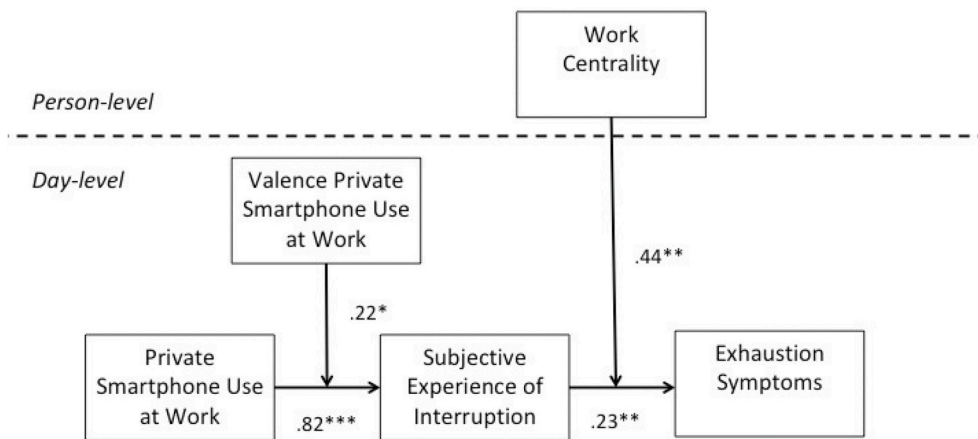 Work
Centrality
Person-level
Day-level
Valence Private
Smartphone Use
at Work
.44**
.22*
Private
Smartphone Use
at Work
.82***
Subjective
Experience of
Interruption
.23**
Exhaustion
Symptoms